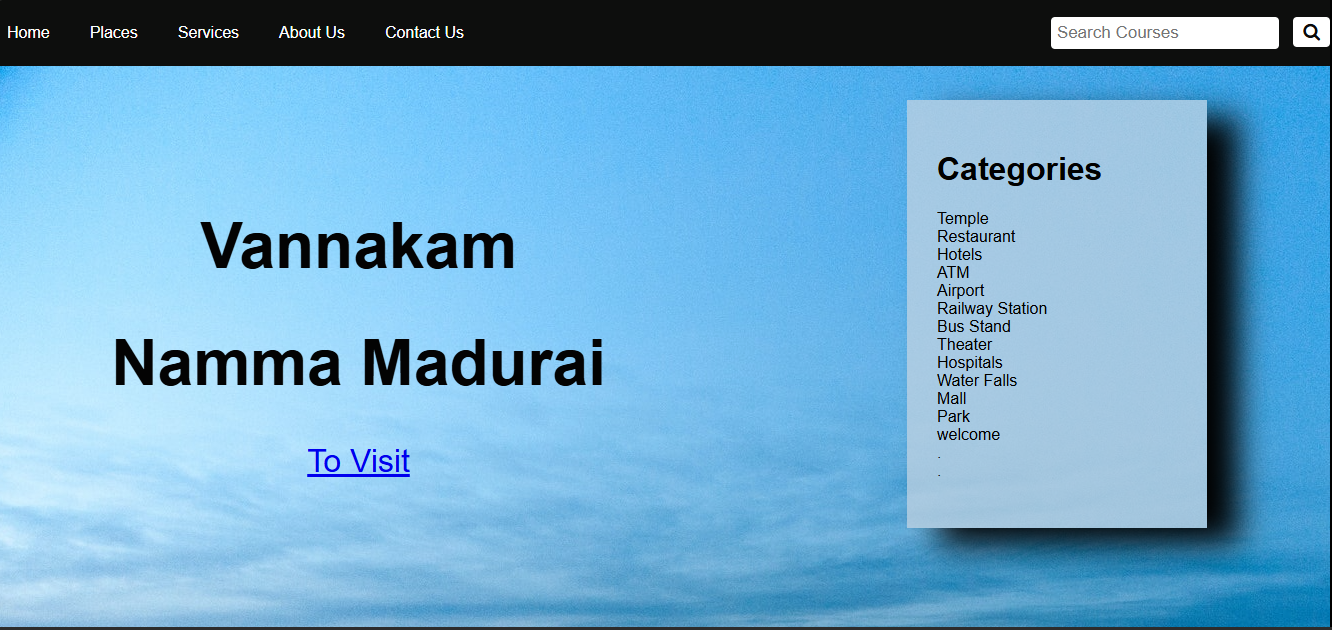 Home Places Services About Us Contact Us Search Courses
Vannakam
Namma Madurai
To Visit
Categories
Temple
Restaurant
Hotels
ATM
Airport
Railway Station
Bus Stand
Theater
Hospitals
Water Falls
Mall
Park
welcome
.
.